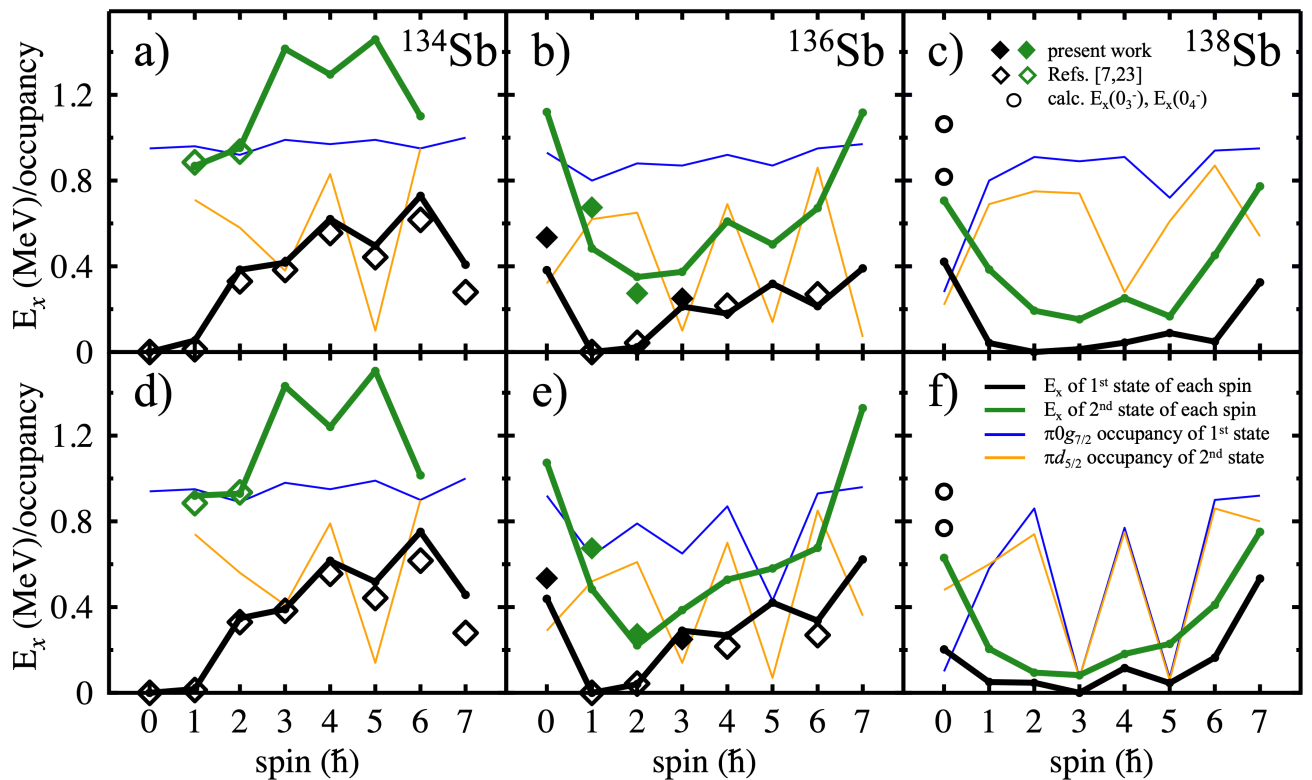 a)
¹³⁴Sb
b)
¹³⁶Sb
c)
¹³⁸Sb
present work
Refs. [7,23]
calc. Eₓ(0₃⁻), Eₓ(0₄⁻)
Eₓ (MeV)/occupancy
1.2
0.8
0.4
0
d)
e)
f)
Eₓ of 1ˢᵗ state of each spin
Eₓ of 2ⁿᵈ state of each spin
π0g₇/₂ occupancy of 1ˢᵗ state
πd₅/₂ occupancy of 2ⁿᵈ state
Eₓ (MeV)/occupancy
1.2
0.8
0.4
0
0 1 2 3 4 5 6 7
0 1 2 3 4 5 6 7
0 1 2 3 4 5 6 7
spin (ħ)
spin (ħ)
spin (ħ)